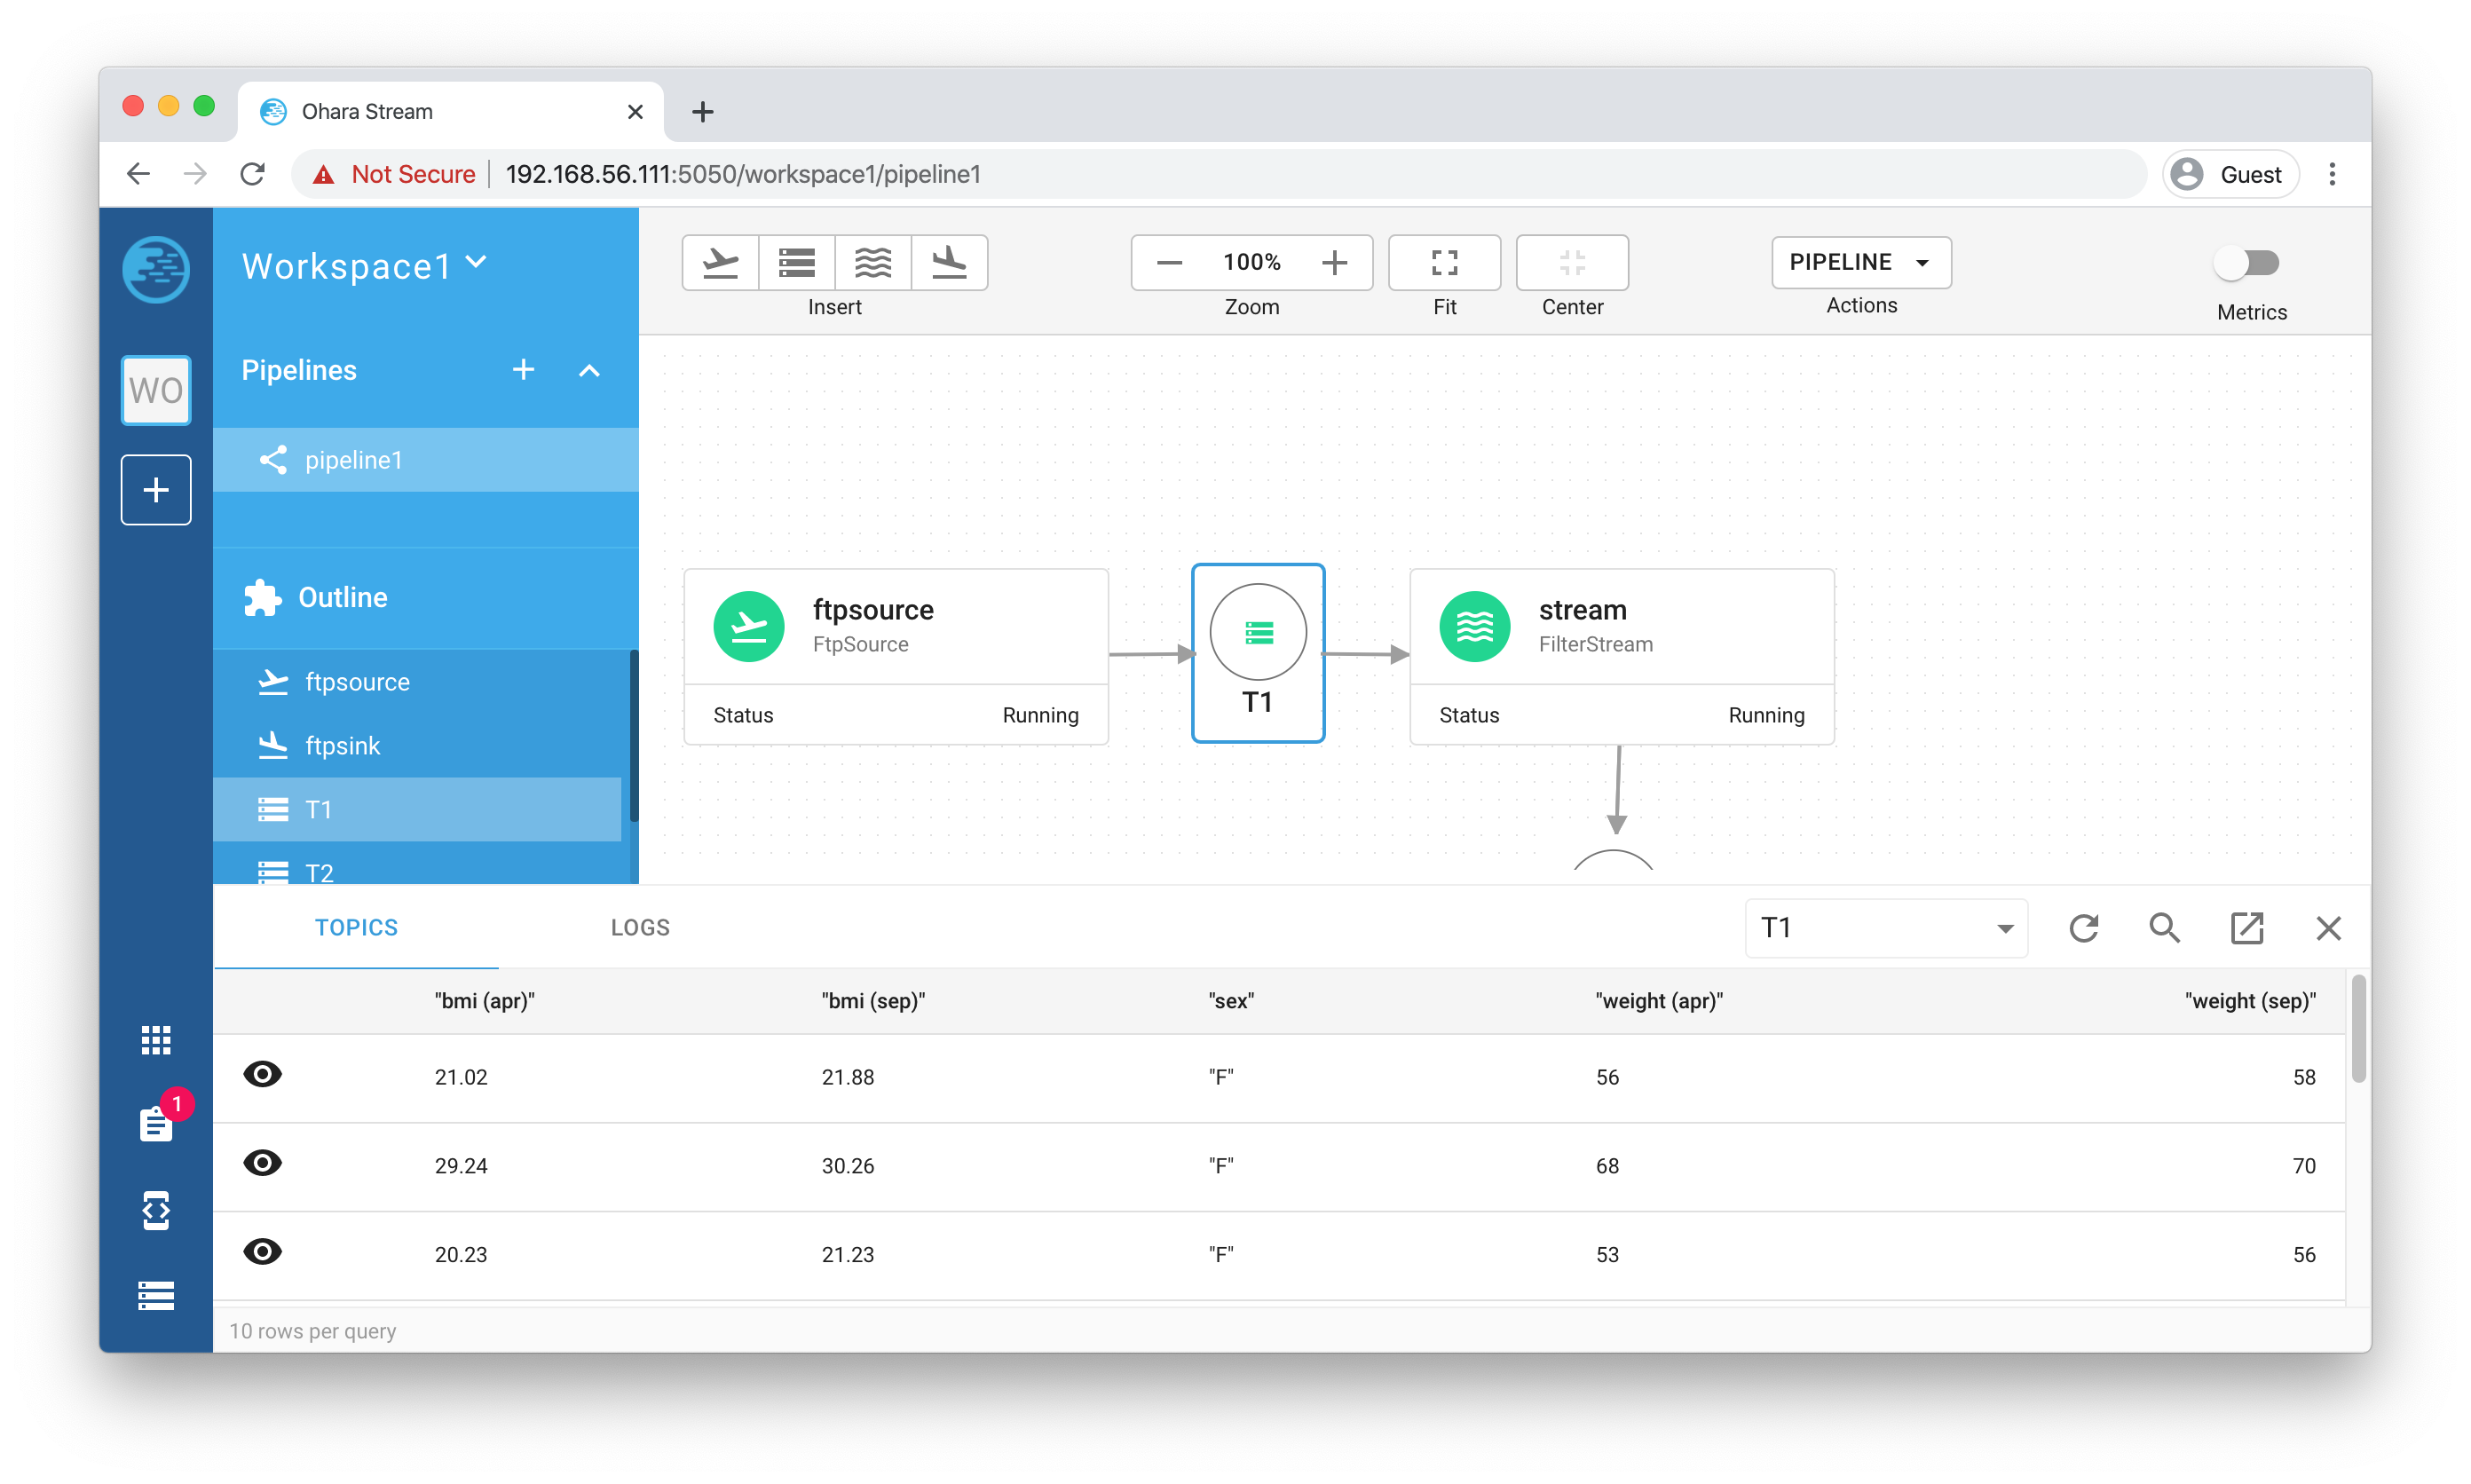 Ohara Stream
Not Secure
192.168.56.111:5050/workspace1/pipeline1
Guest
Workspace1
WO
Pipelines
pipeline1
Outline
ftpsource
ftpsink
T1
T2
1
Insert
100%
Zoom
Fit
Center
PIPELINE
Actions
Metrics
ftpsource
FtpSource
Status Running
T1
stream
FilterStream
Status Running
TOPICS LOGS T1
"bmi (apr)" "bmi (sep)" "sex" "weight (apr)" "weight (sep)"
21.02 21.88 "F" 56 58
29.24 30.26 "F" 68 70
20.23 21.23 "F" 53 56
10 rows per query